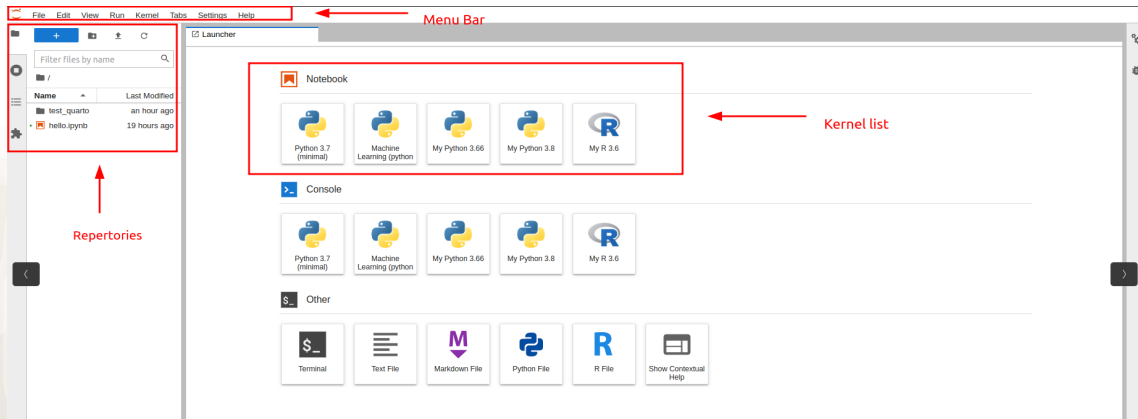 File Edit View Run Kernel Tabs Settings Help
Menu Bar
Launcher
Filter files by name
/
Name Last Modified
test_quarto an hour ago
hello.ipynb 19 hours ago
Repertories
Notebook
Python 3.7
(minimal)
Machine
Learning (python
My Python 3.66
My Python 3.8
My R 3.6
Kernel list
Console
Python 3.7
(minimal)
Machine
Learning (python
My Python 3.66
My Python 3.8
My R 3.6
$_ Other
$_
Terminal
Text File
M
Markdown File
Python File
R
R File
Show Contextual
Help